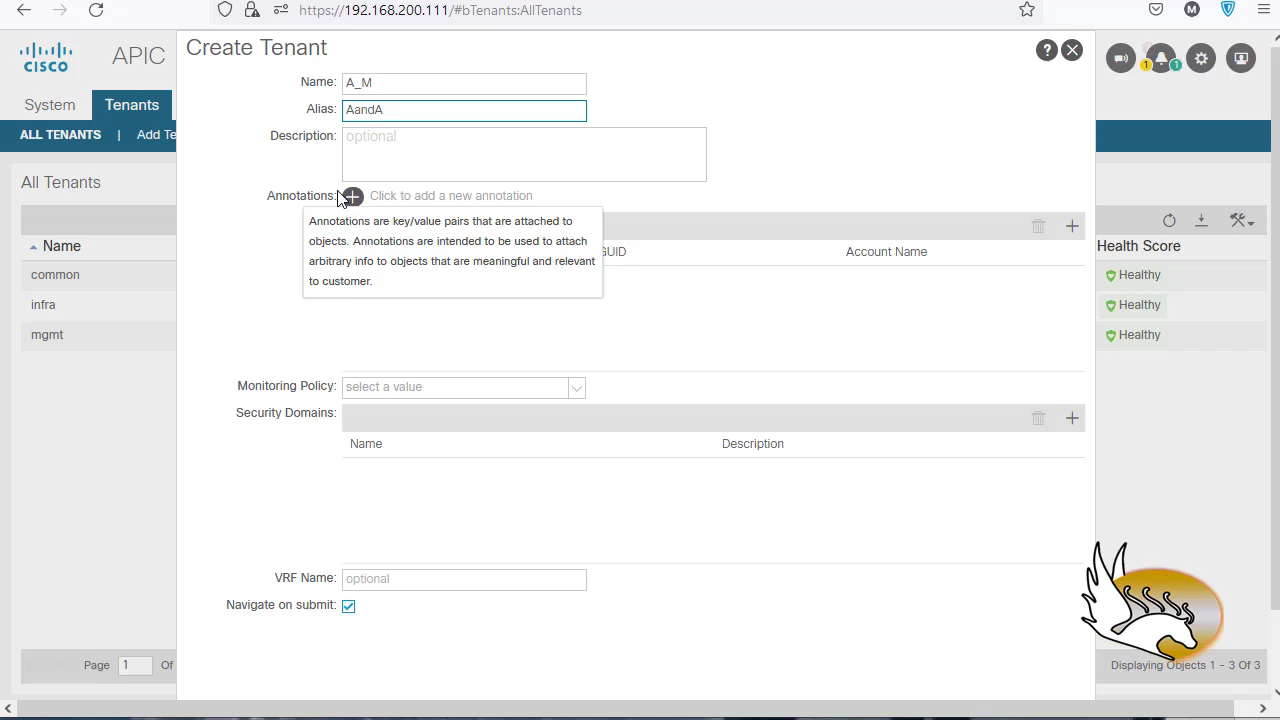 https://192.168.200.111/#bTenants:AllTenants
M
CISCO
APIC
Create Tenant
?
1
1
System
Tenants
ALL TENANTS | Add Te
Name: A_M
Alias: AandA
Description: optional
All Tenants
Annotations: Click to add a new annotation
Annotations are key/value pairs that are attached to
objects. Annotations are intended to be used to attach
arbitrary info to objects that are meaningful and relevant
to customer.
GUID Account Name
Name Health Score
common Healthy
infra Healthy
mgmt Healthy
Monitoring Policy: select a value
Security Domains:
Name Description
VRF Name: optional
Navigate on submit:
Page 1 Of
Displaying Objects 1 - 3 Of 3